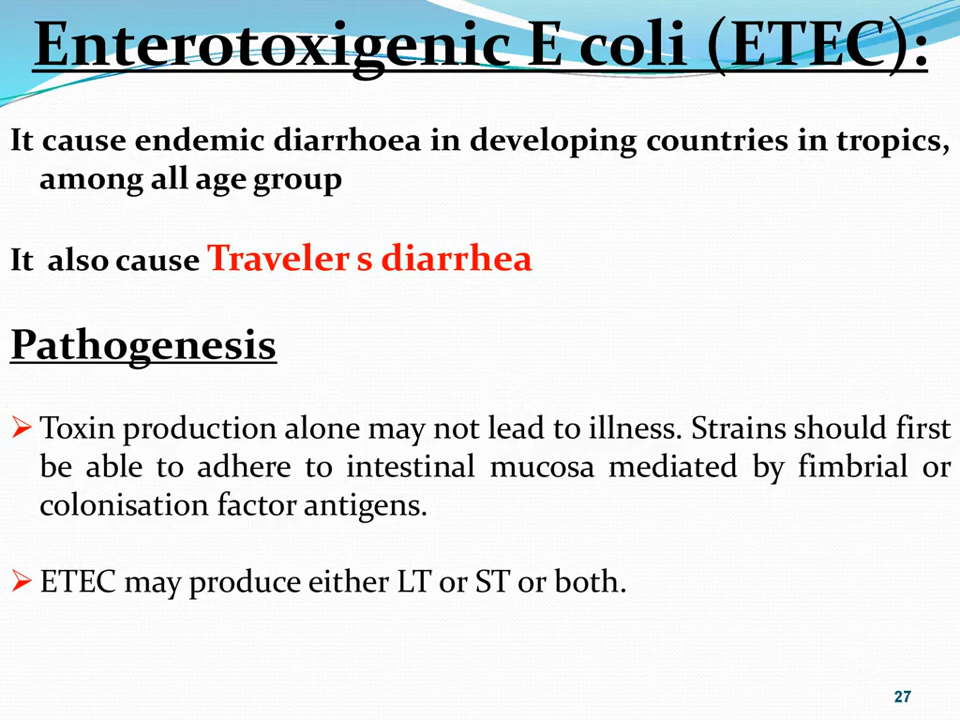 Enterotoxigenic E coli (ETEC):
It cause endemic diarrhoea in developing countries in tropics,
among all age group
It also cause Traveler s diarrhea
Pathogenesis
➢ Toxin production alone may not lead to illness. Strains should first
be able to adhere to intestinal mucosa mediated by fimbrial or
colonisation factor antigens.
➢ ETEC may produce either LT or ST or both.
27